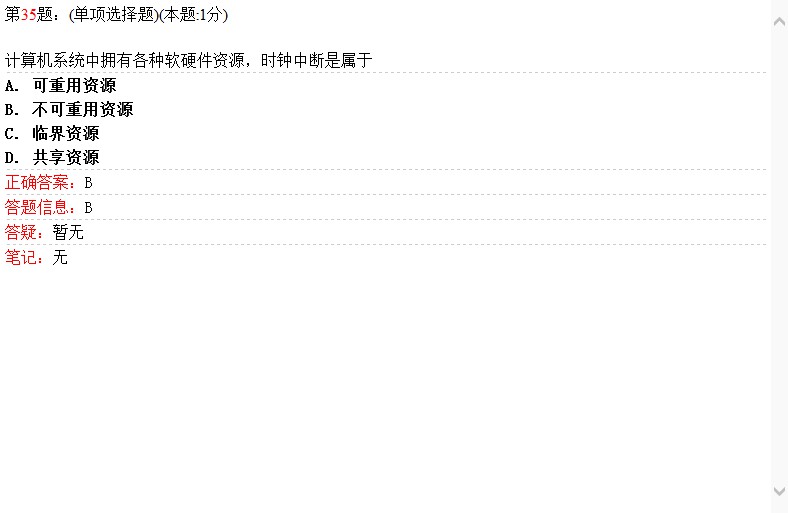 第35题：(单项选择题)(本题:1分)
计算机系统中拥有各种软硬件资源，时钟中断是属于
A. 可重用资源
B. 不可重用资源
C. 临界资源
D. 共享资源
正确答案：B
答题信息：B
答疑：暂无
笔记：无